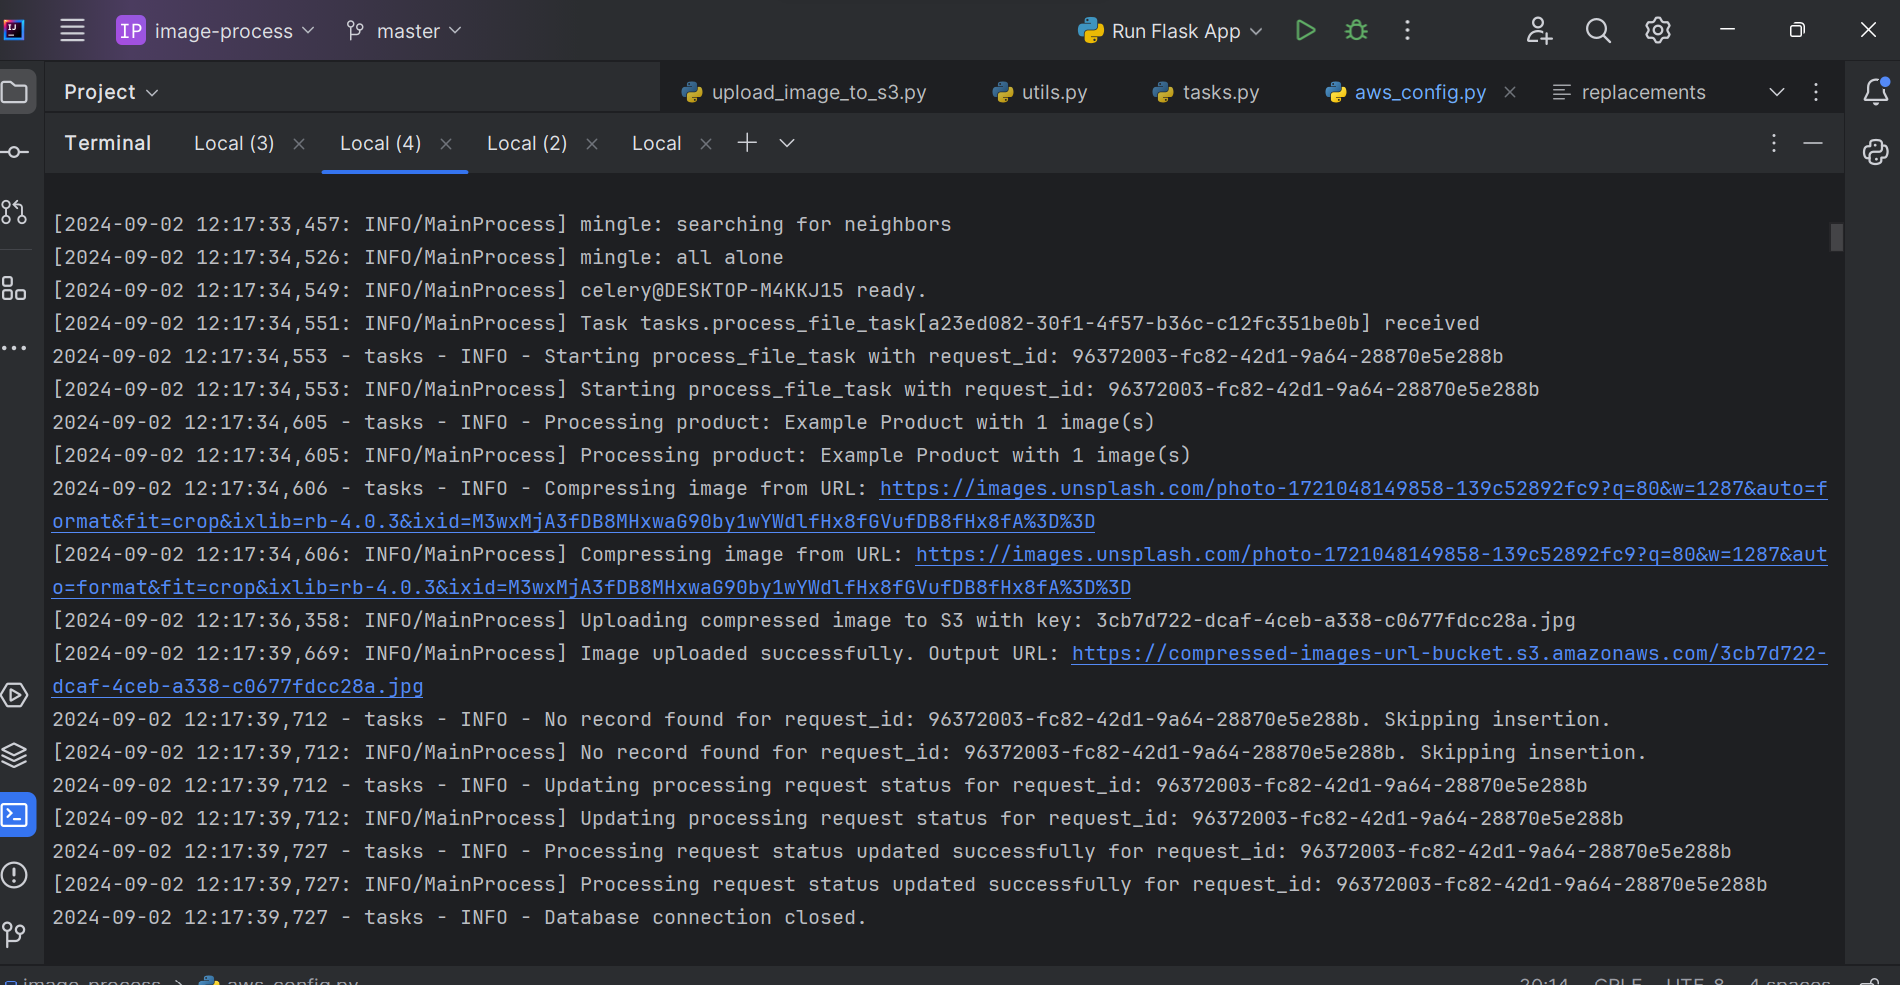 IP image-process master Run Flask App
Project upload_image_to_s3.py utils.py tasks.py aws_config.py replacements
Terminal Local (3) Local (4) Local (2) Local
[2024-09-02 12:17:33,457: INFO/MainProcess] mingle: searching for neighbors
[2024-09-02 12:17:34,526: INFO/MainProcess] mingle: all alone
[2024-09-02 12:17:34,549: INFO/MainProcess] celery@DESKTOP-M4KKJ15 ready.
[2024-09-02 12:17:34,551: INFO/MainProcess] Task tasks.process_file_task[a23ed082-30f1-4f57-b36c-c12fc351be0b] received
2024-09-02 12:17:34,553 - tasks - INFO - Starting process_file_task with request_id: 96372003-fc82-42d1-9a64-28870e5e288b
[2024-09-02 12:17:34,553: INFO/MainProcess] Starting process_file_task with request_id: 96372003-fc82-42d1-9a64-28870e5e288b
2024-09-02 12:17:34,605 - tasks - INFO - Processing product: Example Product with 1 image(s)
[2024-09-02 12:17:34,605: INFO/MainProcess] Processing product: Example Product with 1 image(s)
2024-09-02 12:17:34,606 - tasks - INFO - Compressing image from URL: https://images.unsplash.com/photo-1721048149858-139c52892fc9?q=80&w=1287&auto=f
ormat&fit=crop&ixlib=rb-4.0.3&ixid=M3wxMjA3fDB8MHxwaG90by1wYWdlfHx8fGVufDB8fHx8fA%3D%3D
[2024-09-02 12:17:34,606: INFO/MainProcess] Compressing image from URL: https://images.unsplash.com/photo-1721048149858-139c52892fc9?q=80&w=1287&aut
o=format&fit=crop&ixlib=rb-4.0.3&ixid=M3wxMjA3fDB8MHxwaG90by1wYWdlfHx8fGVufDB8fHx8fA%3D%3D
[2024-09-02 12:17:36,358: INFO/MainProcess] Uploading compressed image to S3 with key: 3cb7d722-dcaf-4ceb-a338-c0677fdcc28a.jpg
[2024-09-02 12:17:39,669: INFO/MainProcess] Image uploaded successfully. Output URL: https://compressed-images-url-bucket.s3.amazonaws.com/3cb7d722-
dcaf-4ceb-a338-c0677fdcc28a.jpg
2024-09-02 12:17:39,712 - tasks - INFO - No record found for request_id: 96372003-fc82-42d1-9a64-28870e5e288b. Skipping insertion.
[2024-09-02 12:17:39,712: INFO/MainProcess] No record found for request_id: 96372003-fc82-42d1-9a64-28870e5e288b. Skipping insertion.
2024-09-02 12:17:39,712 - tasks - INFO - Updating processing request status for request_id: 96372003-fc82-42d1-9a64-28870e5e288b
[2024-09-02 12:17:39,712: INFO/MainProcess] Updating processing request status for request_id: 96372003-fc82-42d1-9a64-28870e5e288b
2024-09-02 12:17:39,727 - tasks - INFO - Processing request status updated successfully for request_id: 96372003-fc82-42d1-9a64-28870e5e288b
[2024-09-02 12:17:39,727: INFO/MainProcess] Processing request status updated successfully for request_id: 96372003-fc82-42d1-9a64-28870e5e288b
2024-09-02 12:17:39,727 - tasks - INFO - Database connection closed.
image-process > aws_config.py 20:14 CRLF UTF-8 4 spaces